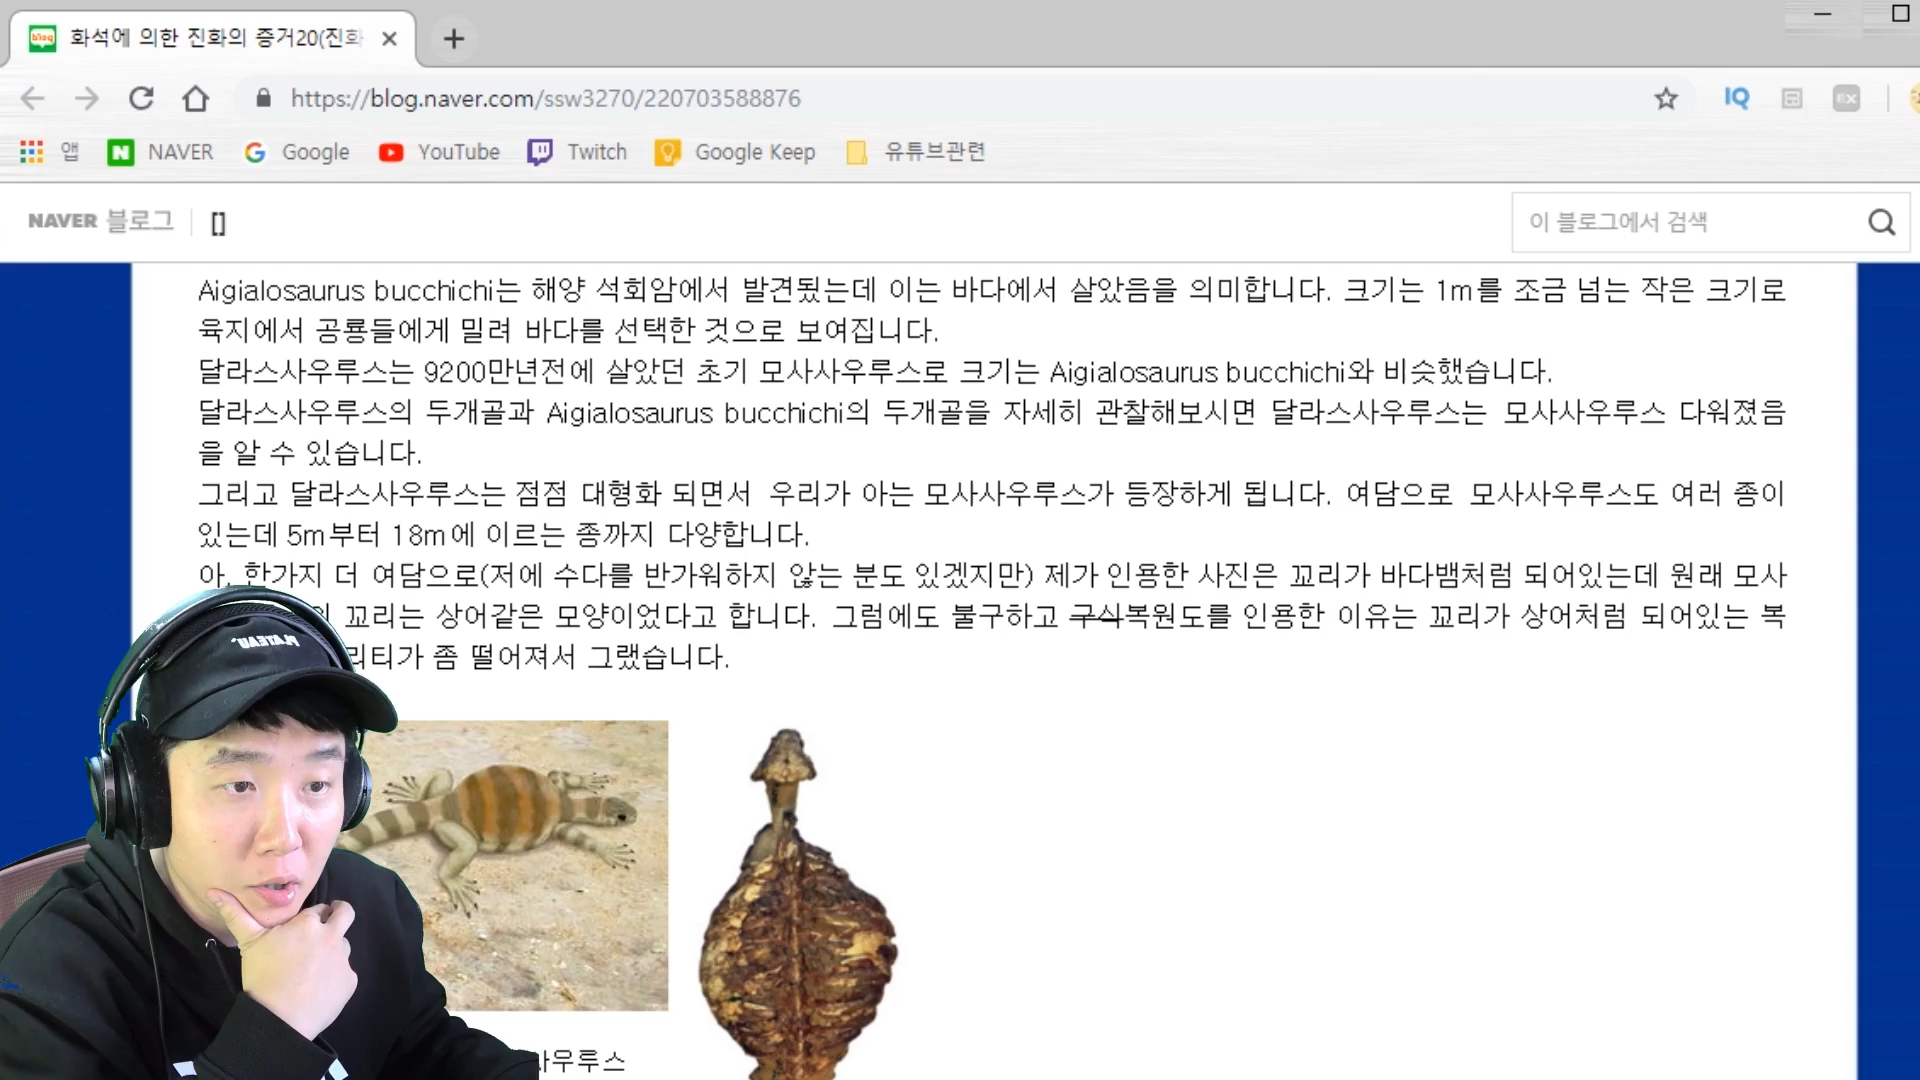 화석에 의한 진화의 증거20(진화
https://blog.naver.com/ssw3270/220703588876
앱 NAVER Google YouTube Twitch Google Keep 유튜브관련
NAVER 블로그 []
이 블로그에서 검색
Aigialosaurus bucchichi는 해양 석회암에서 발견됬는데 이는 바다에서 살았음을 의미합니다. 크기는 1m를 조금 넘는 작은 크기로
육지에서 공룡들에게 밀려 바다를 선택한 것으로 보여집니다.
달라스사우루스는 9200만년전에 살았던 초기 모사사우루스로 크기는 Aigialosaurus bucchichi와 비슷했습니다.
달라스사우루스의 두개골과 Aigialosaurus bucchichi의 두개골을 자세히 관찰해보시면 달라스사우루스는 모사사우루스 다워졌음
을 알 수 있습니다.
그리고 달라스사우루스는 점점 대형화 되면서 우리가 아는 모사사우루스가 등장하게 됩니다. 여담으로 모사사우루스도 여러 종이
있는데 5m부터 18m에 이르는 종까지 다양합니다.
아, 한가지 더 여담으로(저에 수다를 반가워하지 않는 분도 있겠지만) 제가 인용한 사진은 꼬리가 바다뱀처럼 되어있는데 원래 모사
꼬리는 상어같은 모양이었다고 합니다. 그럼에도 불구하고 구식복원도를 인용한 이유는 꼬리가 상어처럼 되어있는 복
리티가 좀 떨어져서 그랬습니다.
PLATEAU
사우루스